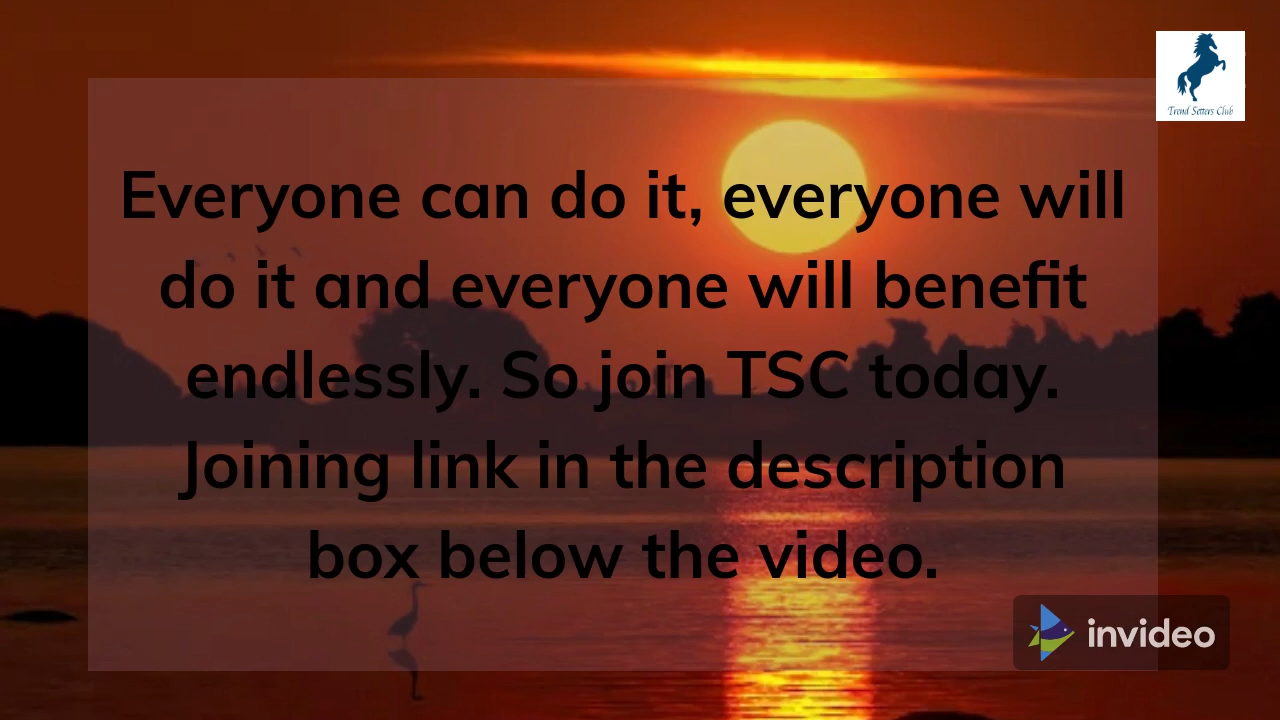 Trend Setters Club
Everyone can do it, everyone will
do it and everyone will benefit
endlessly. So join TSC today.
Joining link in the description
box below the video.
invideo